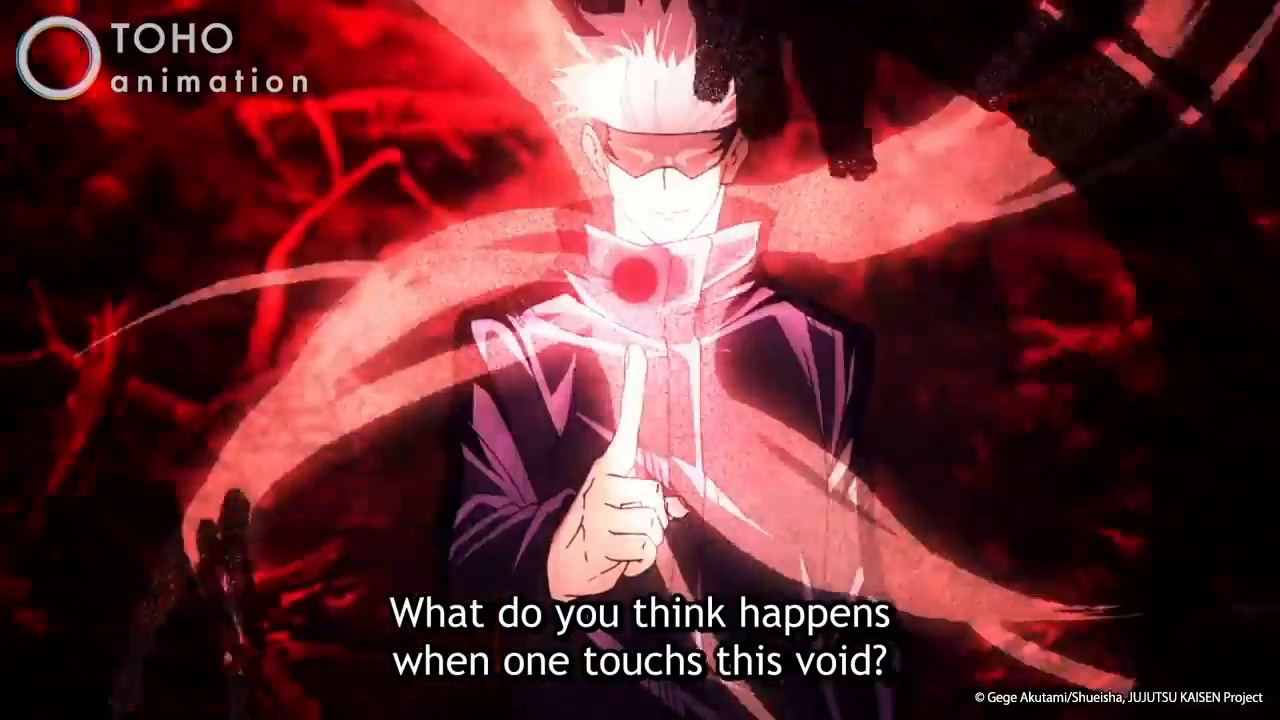 TOHO
animation
What do you think happens
when one touchs this void?
© Gege Akutami/Shueisha, JUJUTSU KAISEN Project